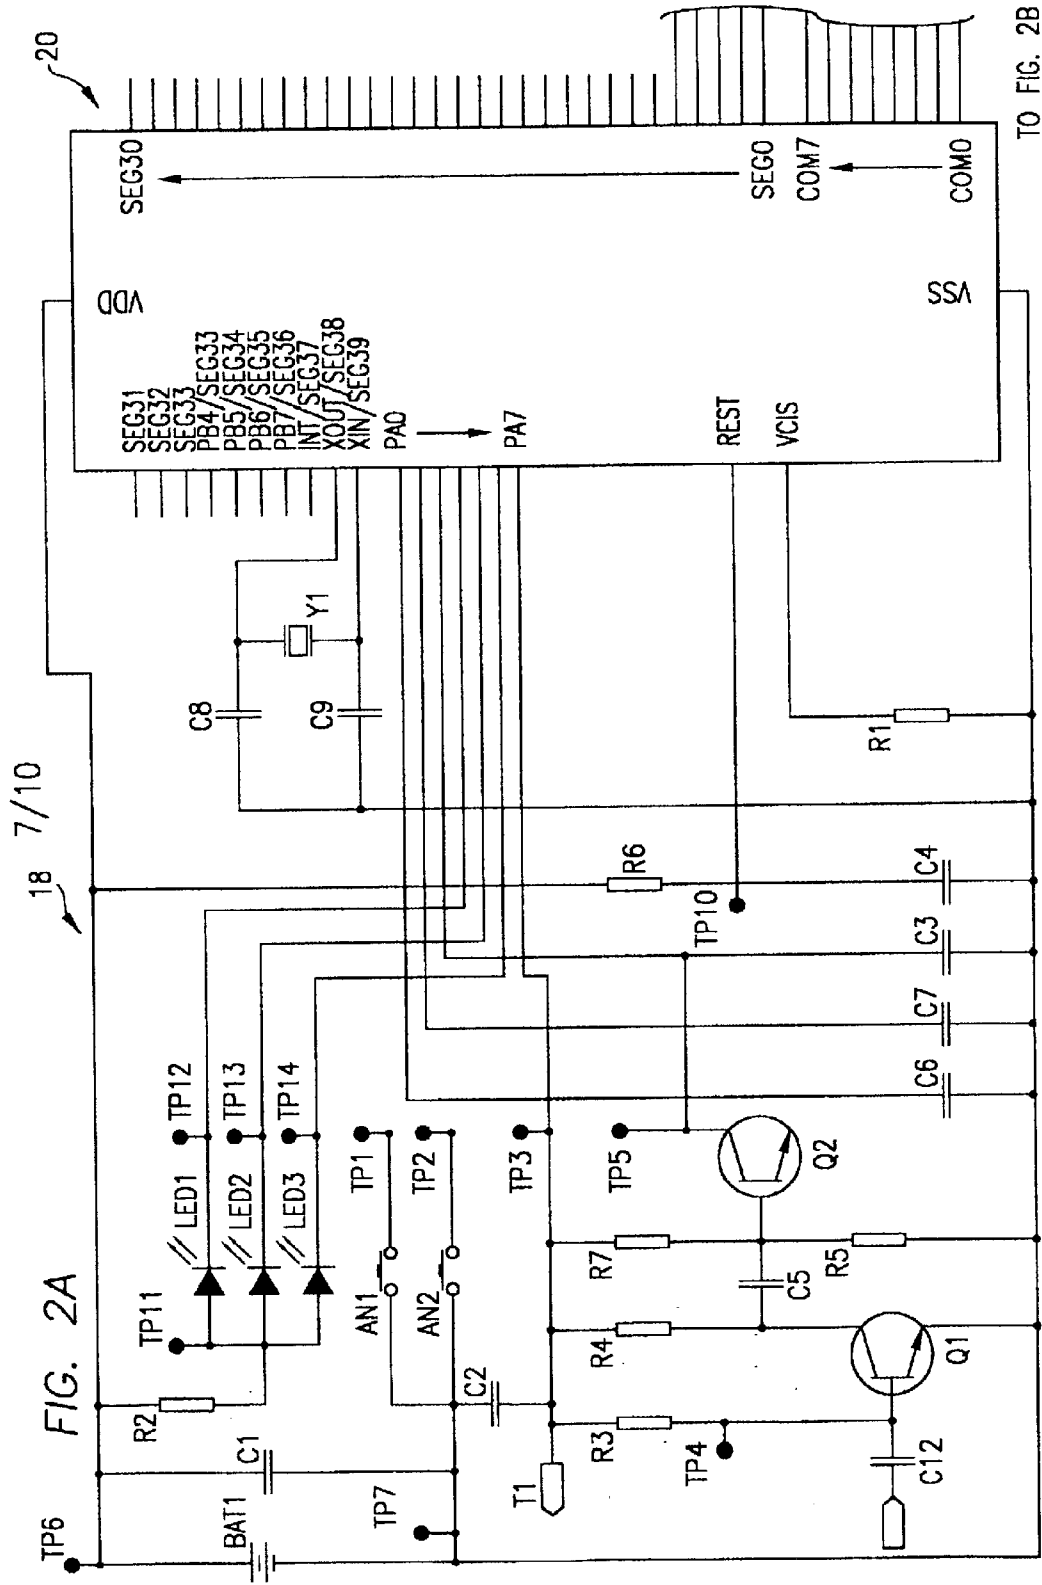 7/10
FIG. 2A
18
20
TP6
BAT1
C1
R2
TP11
LED1
LED2
LED3
TP12
TP13
TP14
TP7
AN1
AN2
TP1
TP2
C2
T1
TP3
R3
R4
R7
TP4
TP5
C12
C5
R5
Q1
Q2
C6
C7
C3
C4
R6
TP10
R1
C8
C9
Y1
SEG31
SEG32
SEG33
PB4/SEG33
PB5/SEG34
PB6/SEG35
PB7/SEG36
INT/SEG37
XOUT/SEG38
XIN/SEG39
PA0
PA7
REST
VCIS
VDD
VSS
SEG30
SEG0
COM7
COM0
TO FIG. 2B